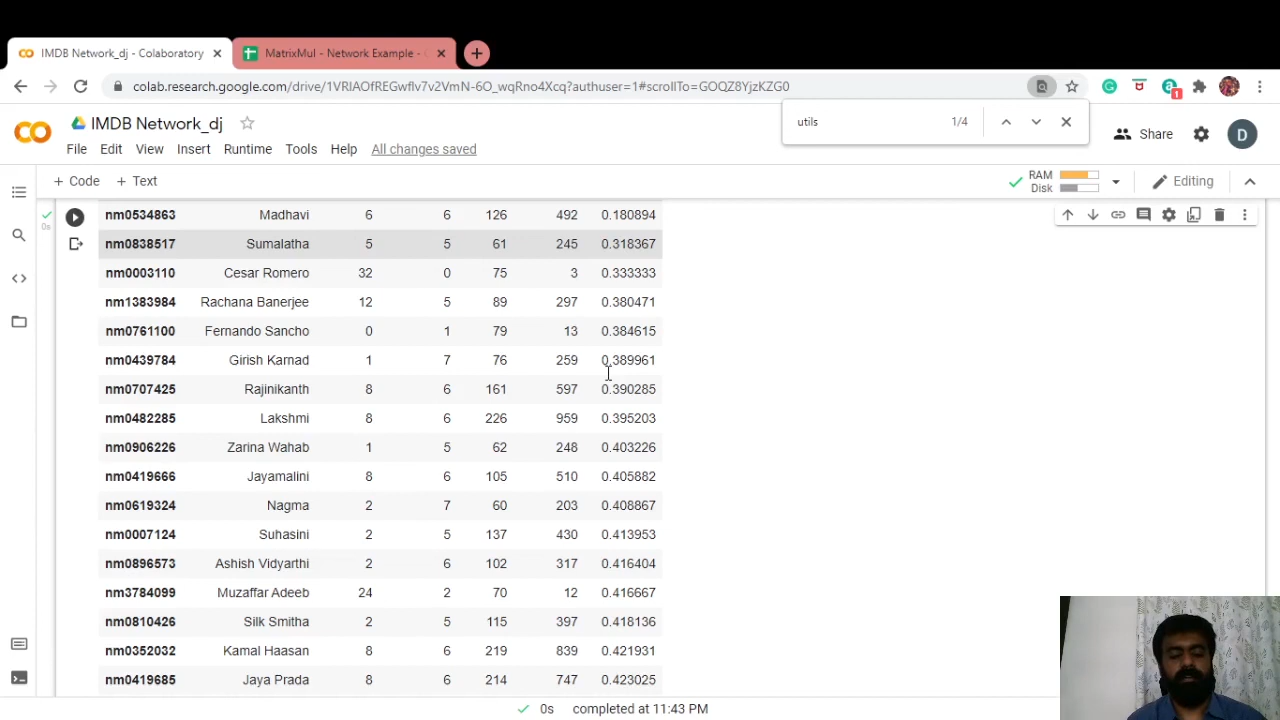 IMDB Network_dj - Colaboratory
MatrixMul - Network Example -
colab.research.google.com/drive/1VRIAOfREGwfIv7v2VmN-6O_wqRno4Xcq?authuser=1#scrollTo=GOQZ8YjzKZG0
1
utils 1/4
IMDB Network_dj
Share
D
File Edit View Insert Runtime Tools Help All changes saved
+ Code + Text
RAM
Disk
Editing
0s
nm0534863 Madhavi 6 6 126 492 0.180894
nm0838517 Sumalatha 5 5 61 245 0.318367
nm0003110 Cesar Romero 32 0 75 3 0.333333
nm1383984 Rachana Banerjee 12 5 89 297 0.380471
nm0761100 Fernando Sancho 0 1 79 13 0.384615
nm0439784 Girish Karnad 1 7 76 259 0.389961
nm0707425 Rajinikanth 8 6 161 597 0.390285
nm0482285 Lakshmi 8 6 226 959 0.395203
nm0906226 Zarina Wahab 1 5 62 248 0.403226
nm0419666 Jayamalini 8 6 105 510 0.405882
nm0619324 Nagma 2 7 60 203 0.408867
nm0007124 Suhasini 2 5 137 430 0.413953
nm0896573 Ashish Vidyarthi 2 6 102 317 0.416404
nm3784099 Muzaffar Adeeb 24 2 70 12 0.416667
nm0810426 Silk Smitha 2 5 115 397 0.418136
nm0352032 Kamal Haasan 8 6 219 839 0.421931
nm0419685 Jaya Prada 8 6 214 747 0.423025
0s completed at 11:43 PM